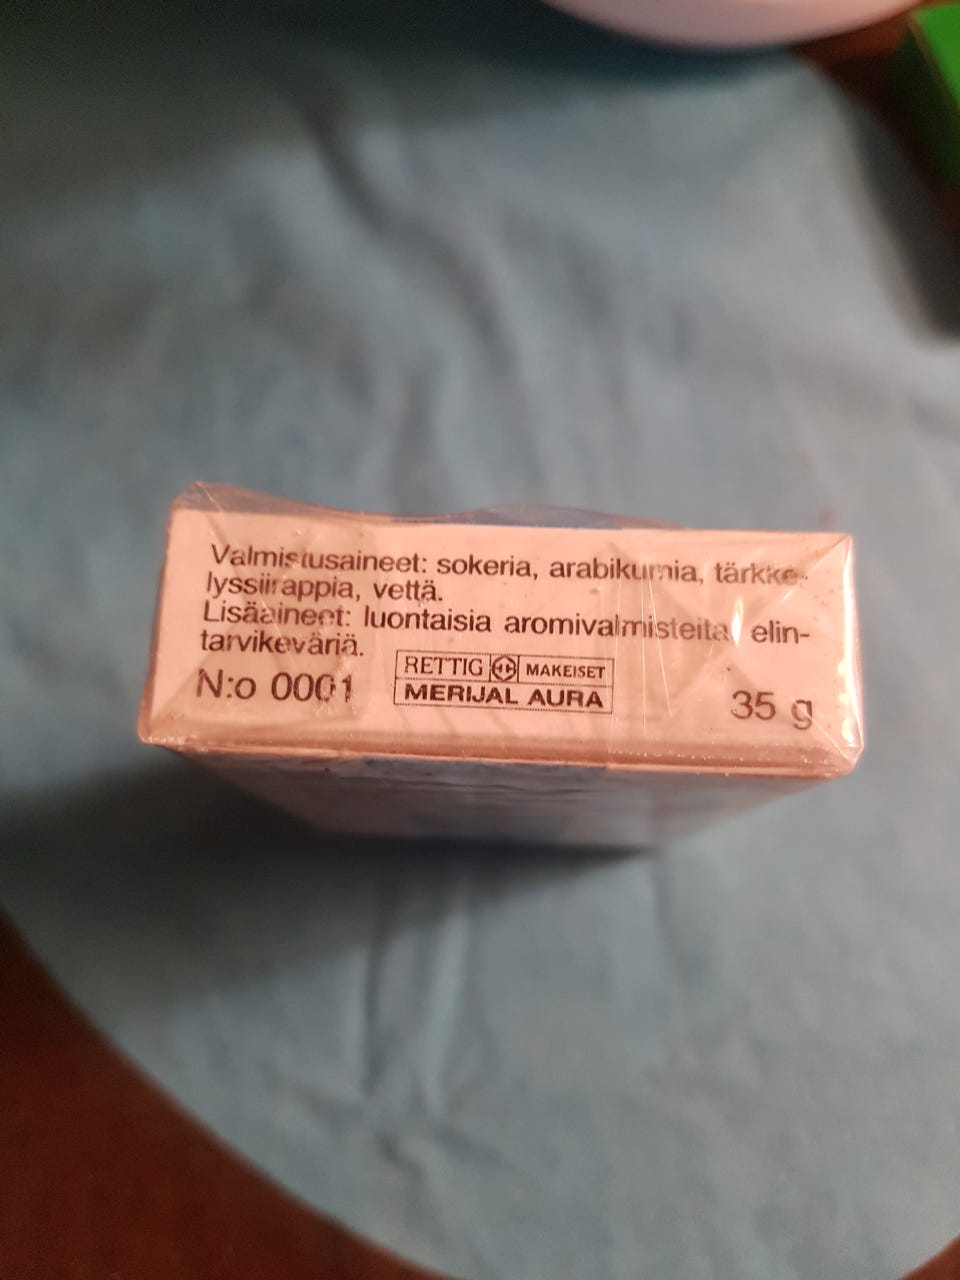 Valmistusaineet: sokeria, arabikumia, tärkke-
lyssiirappia, vettä.
Lisäaineet: luontaisia aromivalmisteita, elin-
tarvikeväriä.
RETTIG MAKEISET
N:o 0001 MERIJAL AURA 35 g